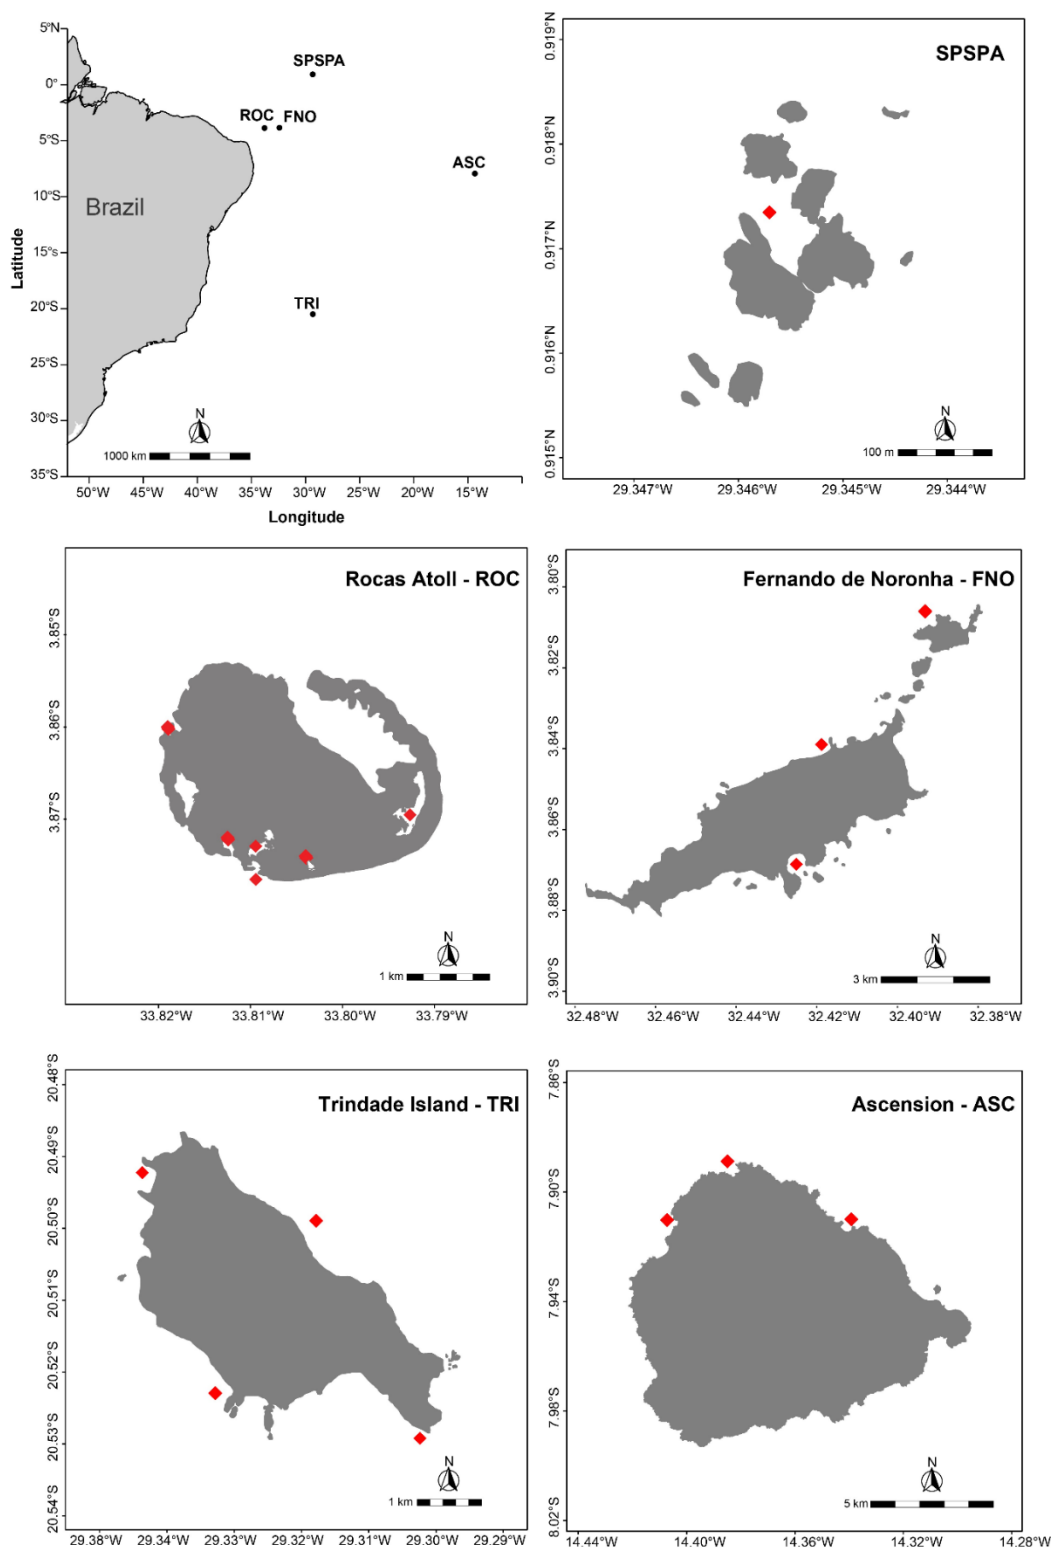 5°N
0°
5°S
10°S
15°S
20°S
25°S
30°S
35°S
Latitude
SPSPA
ROC
FNO
ASC
Brazil
TRI
N
1000 km
50°W
45°W
40°W
35°W
30°W
25°W
20°W
15°W
10°W
Longitude
SPSPA
0.919°N
0.918°N
0.917°N
0.916°N
0.915°N
N
100 m
29.347°W
29.346°W
29.345°W
29.344°W
Rocas Atoll - ROC
3.85°S
3.86°S
3.87°S
N
1 km
33.82°W
33.81°W
33.80°W
33.79°W
Fernando de Noronha - FNO
3.80°S
3.82°S
3.84°S
3.86°S
3.88°S
3.90°S
N
3 km
32.48°W
32.46°W
32.44°W
32.42°W
32.40°W
32.38°W
Trindade Island - TRI
20.48°S
20.49°S
20.50°S
20.51°S
20.52°S
20.53°S
20.54°S
N
1 km
29.38°W
29.34°W
29.33°W
29.32°W
29.31°W
29.30°W
29.29°W
Ascension - ASC
7.86°S
7.90°S
7.94°S
7.98°S
8.02°S
N
5 km
14.44°W
14.40°W
14.36°W
14.32°W
14.28°W